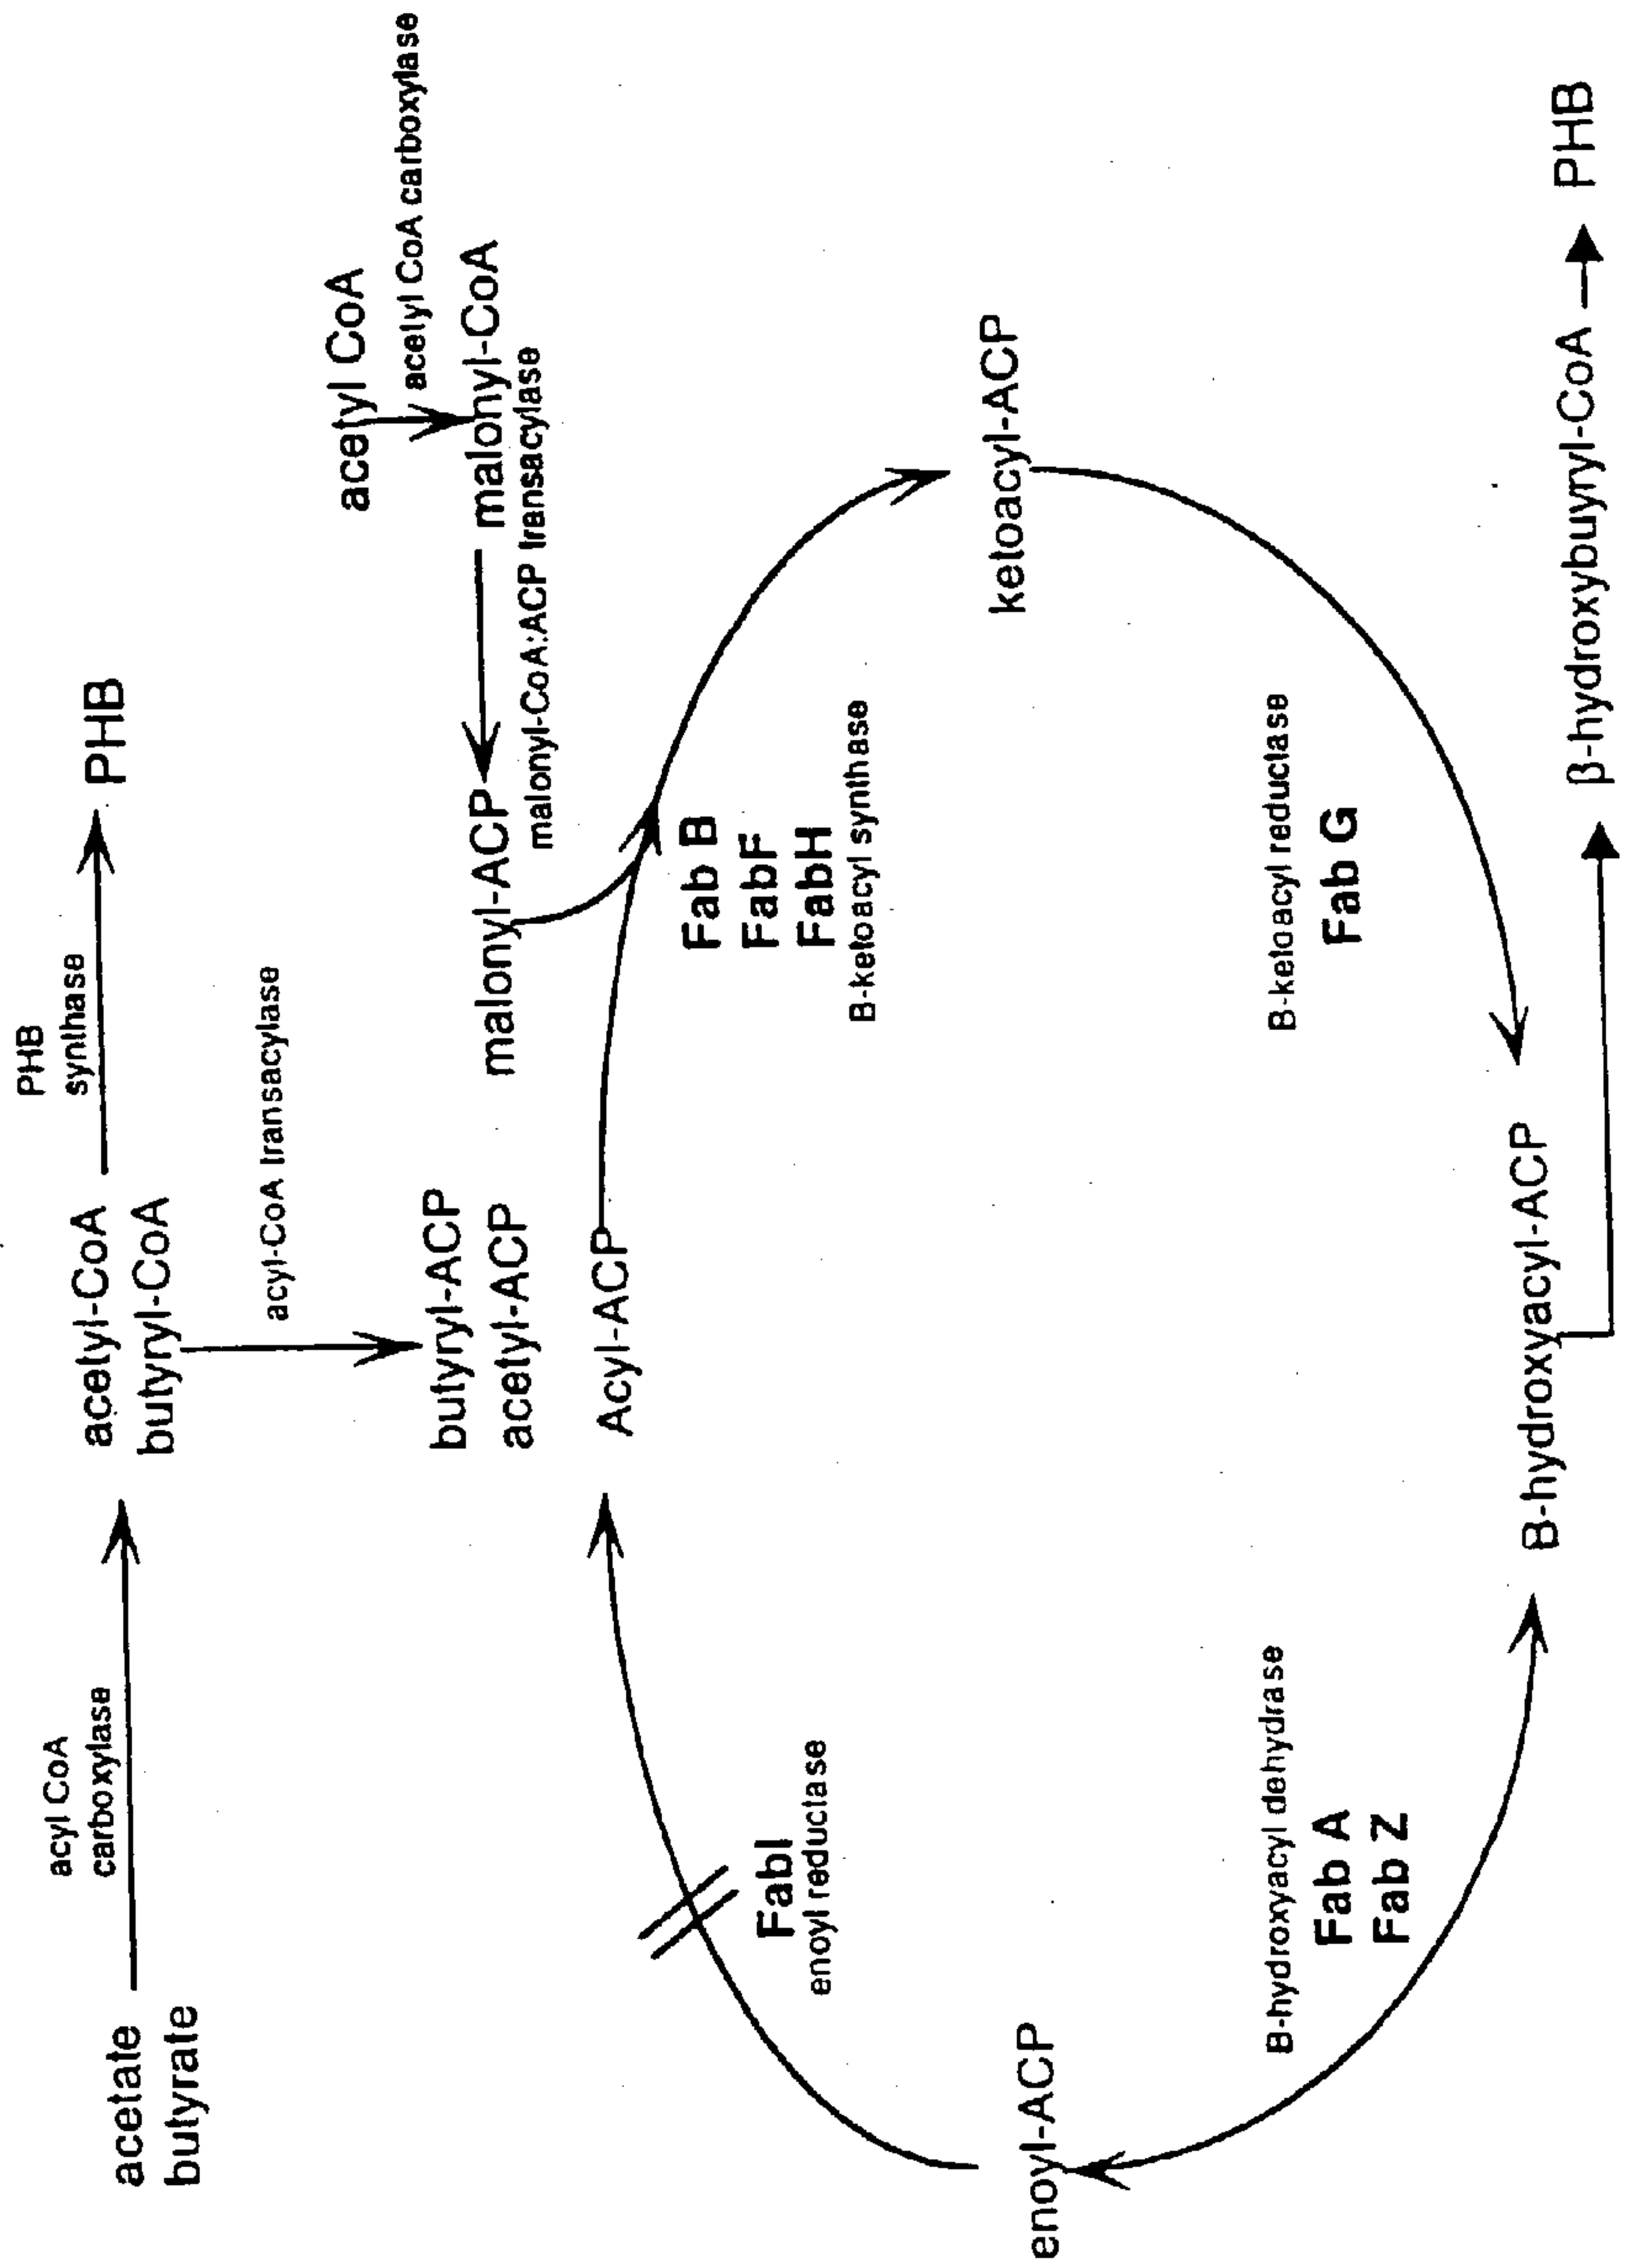 acetate
butyrate
acyl CoA
carboxylase
acetyl-CoA
butyryl-CoA
PHB
synthase
PHB
acyl-CoA transacylase
butyryl-ACP
acetyl-ACP
Acyl-ACP
acetyl CoA
acetyl CoA carboxylase
malonyl-CoA
malonyl-CoA:ACP transacylase
malonyl-ACP
Fab B
FabF
FabH
B-ketoacyl synthase
ketoacyl-ACP
B-ketoacyl reductase
Fab G
B-hydroxyacyl-ACP
B-hydroxyacyl dehydrase
Fab A
Fab Z
enoyl-ACP
FabI
enoyl reductase
β-hydroxybuyryl-CoA
PHB